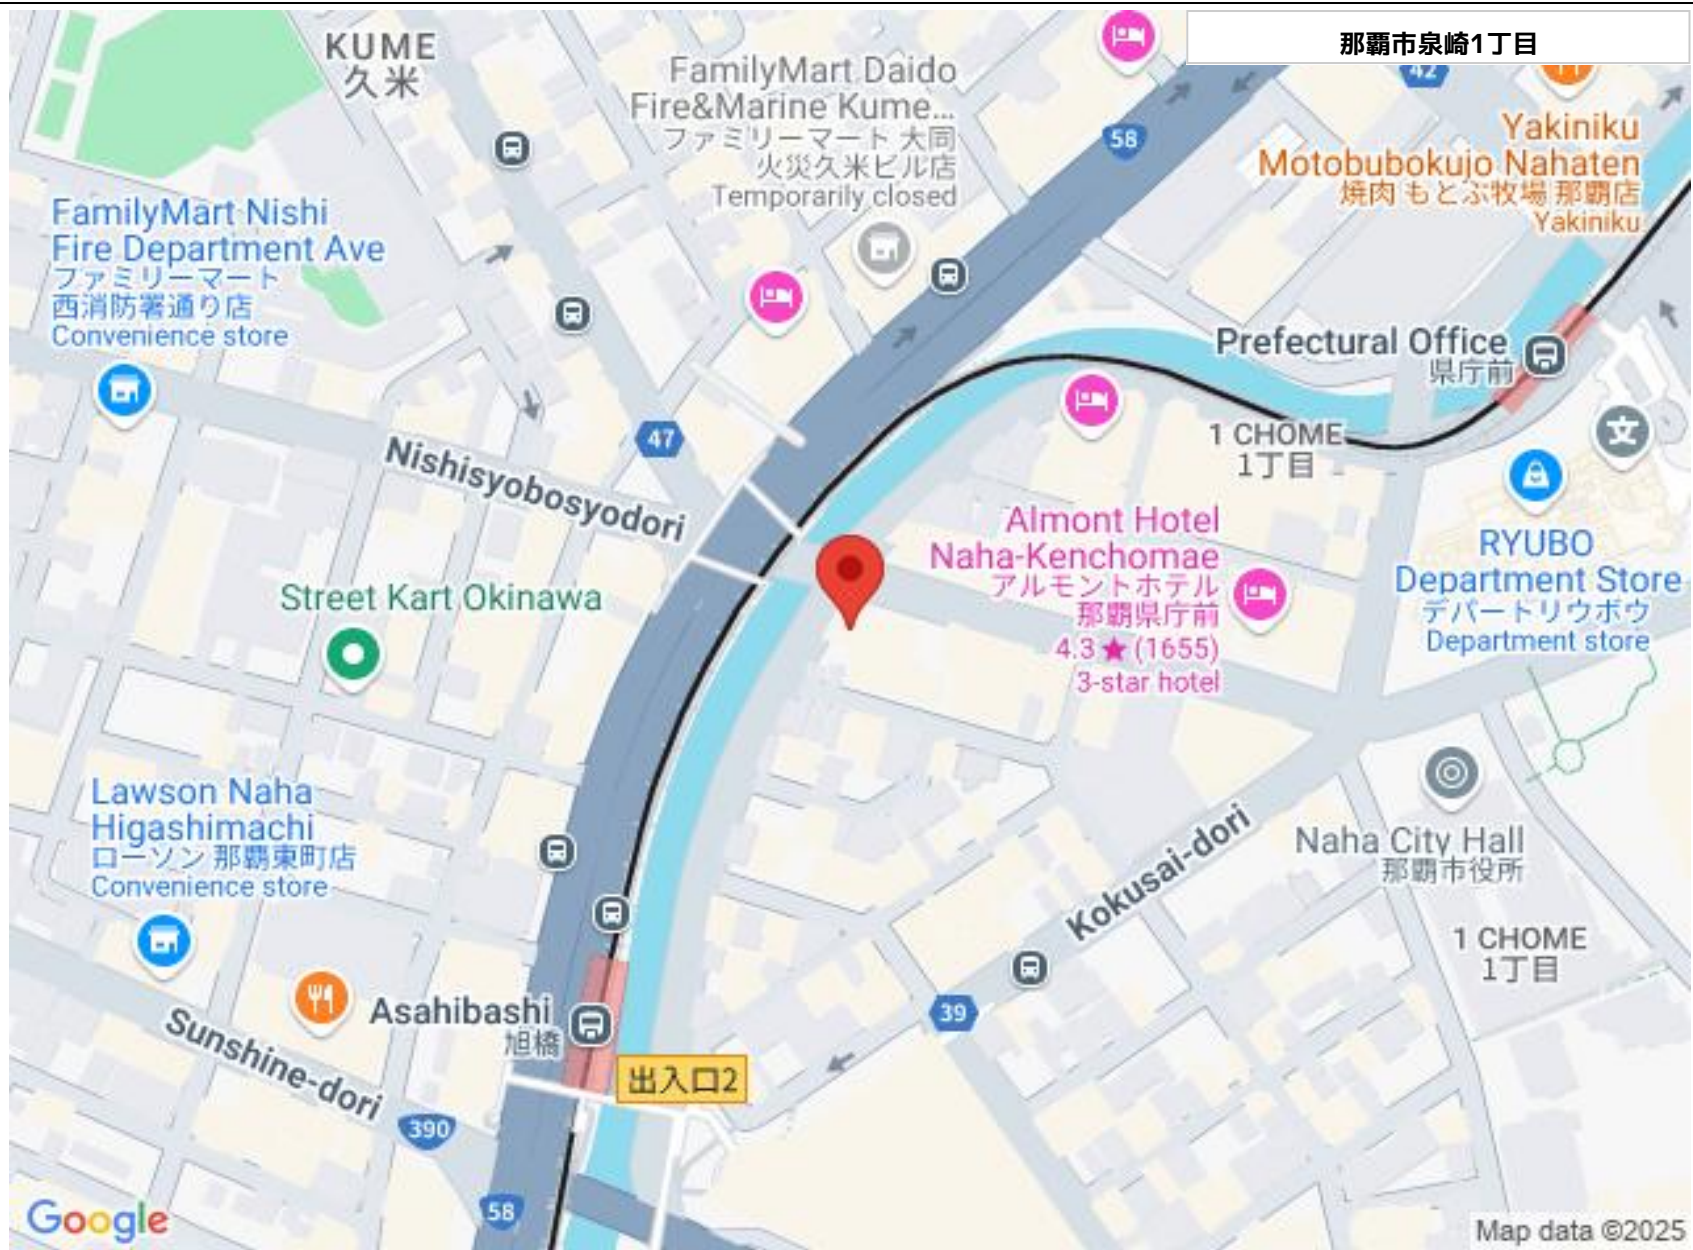 那覇市泉崎1丁目
KUME
久米
FamilyMart Daido
Fire&Marine Kume...
ファミリーマート 大同
火災久米ビル店
Temporarily closed
58
42
Yakiniku
Motobubokujo Nahaten
焼肉 もとぶ牧場 那覇店
Yakiniku
FamilyMart Nishi
Fire Department Ave
ファミリーマート
西消防署通り店
Convenience store
Prefectural Office
県庁前
47
Nishisyobosyodori
1 CHOME
1丁目
文
Almont Hotel
Naha-Kenchomae
アルモントホテル
那覇県庁前
4.3★(1655)
3-star hotel
RYUBO
Department Store
デパートリウボウ
Department store
Street Kart Okinawa
Lawson Naha
Higashimachi
ローソン 那覇東町店
Convenience store
Kokusai-dori
Naha City Hall
那覇市役所
1 CHOME
1丁目
Asahibashi
旭橋
出入口2
39
Sunshine-dori
390
58
Google
Map data ©2025